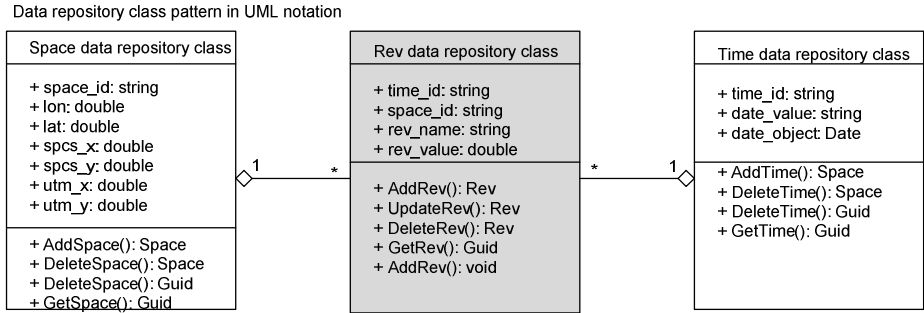 Data repository class pattern in UML notation
Space data repository class
+ space_id: string
+ lon: double
+ lat: double
+ spcs_x: double
+ spcs_y: double
+ utm_x: double
+ utm_y: double
+ AddSpace(): Space
+ DeleteSpace(): Space
+ DeleteSpace(): Guid
+ GetSpace(): Guid
1
*
Rev data repository class
+ time_id: string
+ space_id: string
+ rev_name: string
+ rev_value: double
+ AddRev(): Rev
+ UpdateRev(): Rev
+ DeleteRev(): Rev
+ GetRev(): Guid
+ AddRev(): void
*
1
Time data repository class
+ time_id: string
+ date_value: string
+ date_object: Date
+ AddTime(): Space
+ DeleteTime(): Space
+ DeleteTime(): Guid
+ GetTime(): Guid